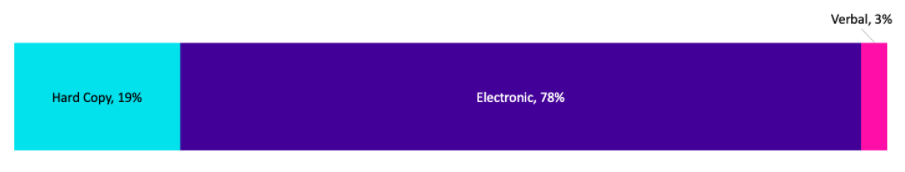 Verbal, 3%
Hard Copy, 19%
Electronic, 78%